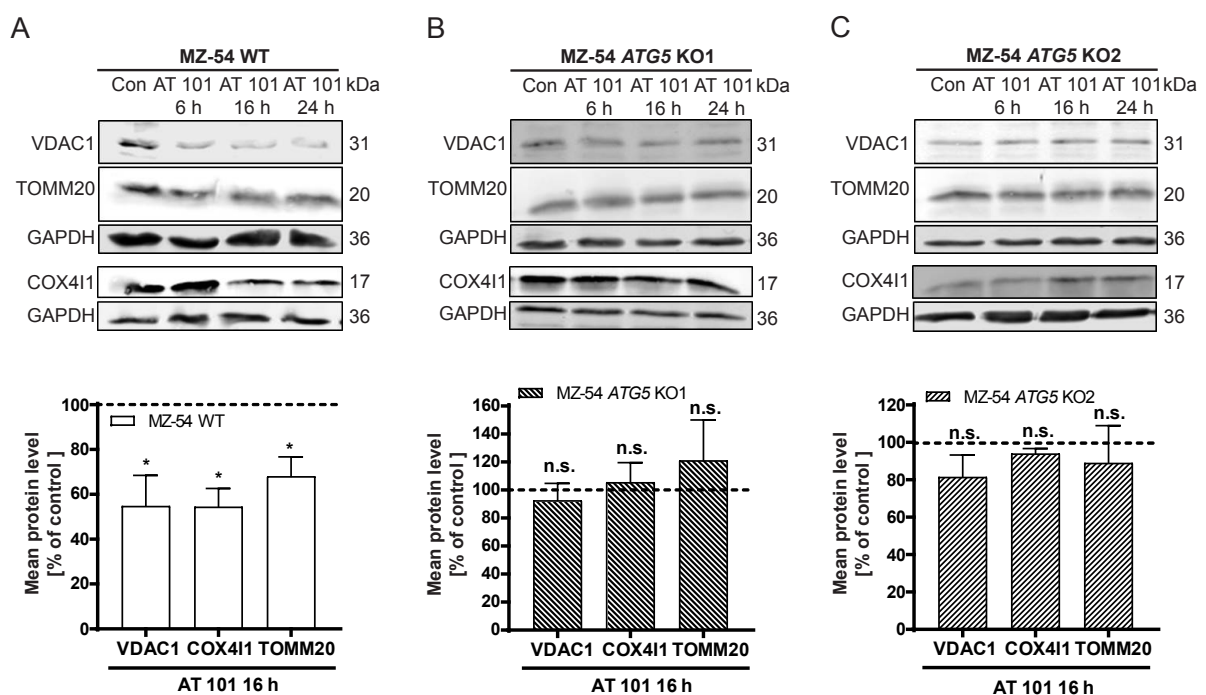 A
MZ-54 WT
Con AT 101 AT 101 AT 101 kDa
6 h 16 h 24 h
VDAC1 31
TOMM20 20
GAPDH 36
COX4I1 17
GAPDH 36
B
MZ-54 ATG5 KO1
Con AT 101 AT 101 AT 101 kDa
6 h 16 h 24 h
VDAC1 31
TOMM20 20
GAPDH 36
COX4I1 17
GAPDH 36
C
MZ-54 ATG5 KO2
Con AT 101 AT 101 AT 101 kDa
6 h 16 h 24 h
VDAC1 31
TOMM20 20
GAPDH 36
COX4I1 17
GAPDH 36
Mean protein level
[% of control ]
100
80
60
40
20
0
MZ-54 WT
* * *
VDAC1 COX4I1 TOMM20
AT 101 16 h
Mean protein level
[% of control ]
160
140
120
100
80
60
40
20
0
MZ-54 ATG5 KO1
n.s. n.s. n.s.
VDAC1 COX4I1 TOMM20
AT 101 16 h
Mean protein level
[% of control ]
120
100
80
60
40
20
0
MZ-54 ATG5 KO2
n.s. n.s. n.s.
VDAC1 COX4I1 TOMM20
AT 101 16 h